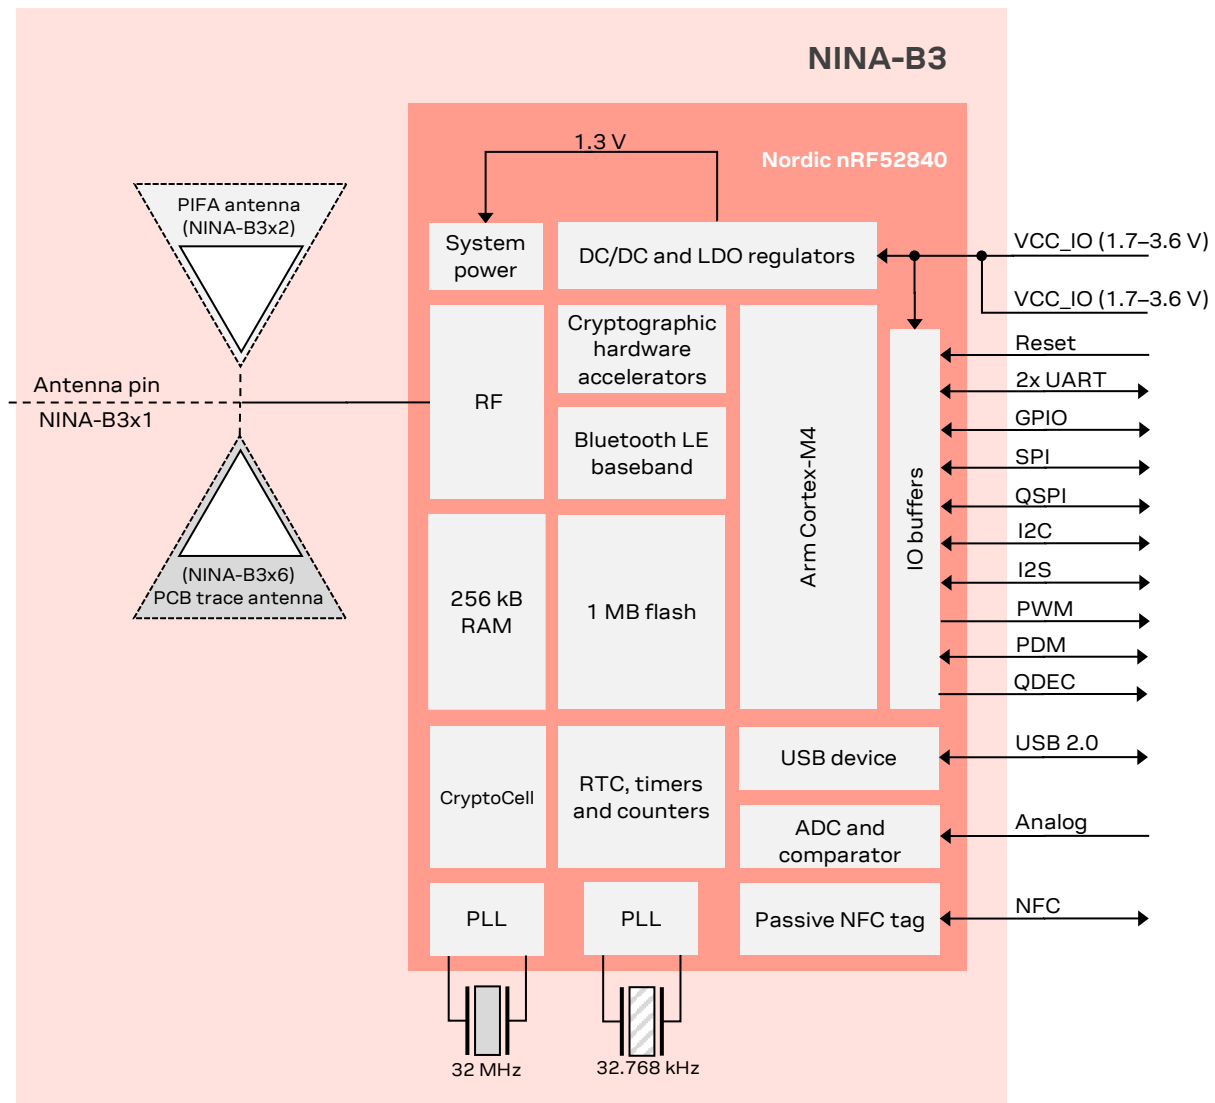 NINA-B3
1.3 V
Nordic nRF52840
PIFA antenna
(NINA-B3x2)
System
power
DC/DC and LDO regulators
VCC_IO (1.7–3.6 V)
VCC_IO (1.7–3.6 V)
Cryptographic
hardware
accelerators
Reset
Antenna pin
NINA-B3x1
RF
2x UART
GPIO
Bluetooth LE
baseband
Arm Cortex-M4
IO buffers
SPI
QSPI
I2C
I2S
(NINA-B3x6)
PCB trace antenna
256 kB
RAM
1 MB flash
PWM
PDM
QDEC
USB device
USB 2.0
CryptoCell
RTC, timers
and counters
ADC and
comparator
Analog
PLL
PLL
Passive NFC tag
NFC
32 MHz
32.768 kHz